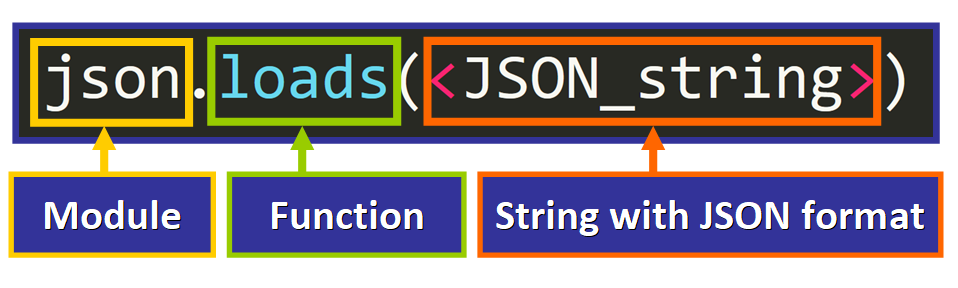 json.loads(<JSON_string>)
Module Function String with JSON format